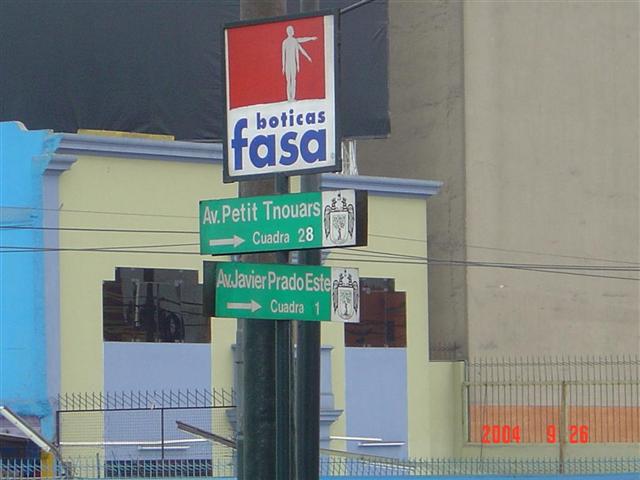 boticas
fasa
Av. Petit Tnouars
Cuadra 28
Av. Javier Prado Este
Cuadra 1
2004 9 26